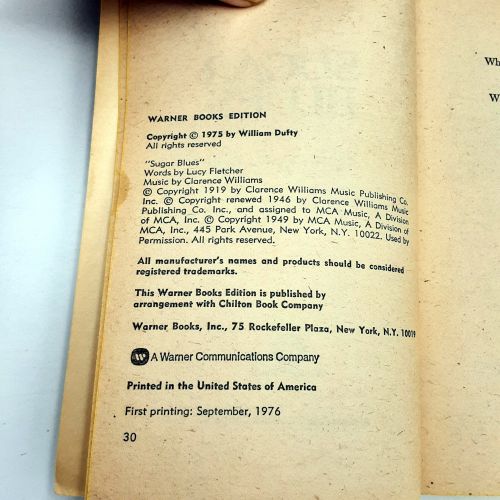 WARNER BOOKS EDITION
Copyright © 1975 by William Dufty
All rights reserved
"Sugar Blues"
Words by Lucy Fletcher
Music by Clarence Williams
© Copyright 1919 by Clarence Williams Music Publishing Co.
Inc. © Copyright renewed 1946 by Clarence Williams Music
Publishing Co. Inc., and assigned to MCA Music, A Division
of MCA, Inc. © Copyright 1949 by MCA Music, A Division of
MCA, Inc., 445 Park Avenue, New York, N.Y. 10022. Used by
Permission. All rights reserved.
All manufacturer's names and products should be considered
registered trademarks.
This Warner Books Edition is published by
arrangement with Chilton Book Company
Warner Books, Inc., 75 Rockefeller Plaza, New York, N.Y. 10019
A Warner Communications Company
Printed in the United States of America
First printing: September, 1976
30
Wh
W